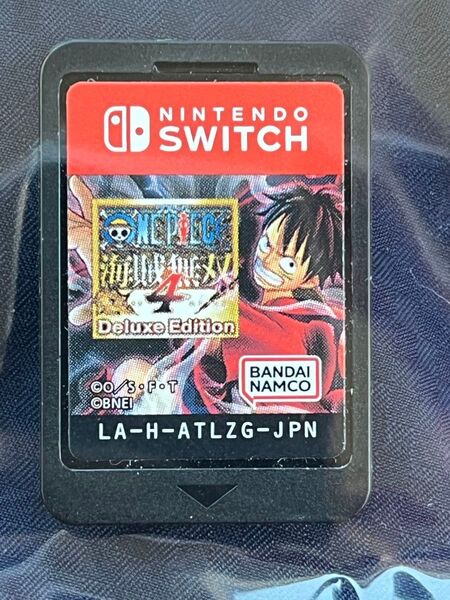 NINTENDO
SWITCH
ONE PIECE
海賊無双
4
Deluxe Edition
©O/S・F・T
©BNEI
BANDAI
NAMCO
LA-H-ATLZG-JPN